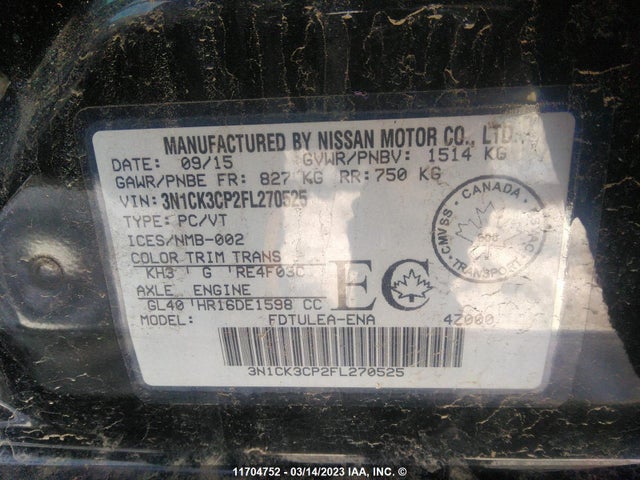 MANUFACTURED BY NISSAN MOTOR CO., LTD.
DATE: 09/15 GVWR/PNBV: 1514 KG
GAWR/PNBE FR: 827 KG RR: 750 KG
VIN: 3N1CK3CP2FL270525
TYPE: PC/VT
ICES/NMB-002
COLOR TRIM TRANS
KH3 G RE4F03C
AXLE ENGINE
GL40 HR16DE1598 CC
MODEL: FDTULEA-ENA 4Z000
CANADA
CMVSS
TRANSPORT
EC
3N1CK3CP2FL270525
11704752 - 03/14/2023 IAA, INC.